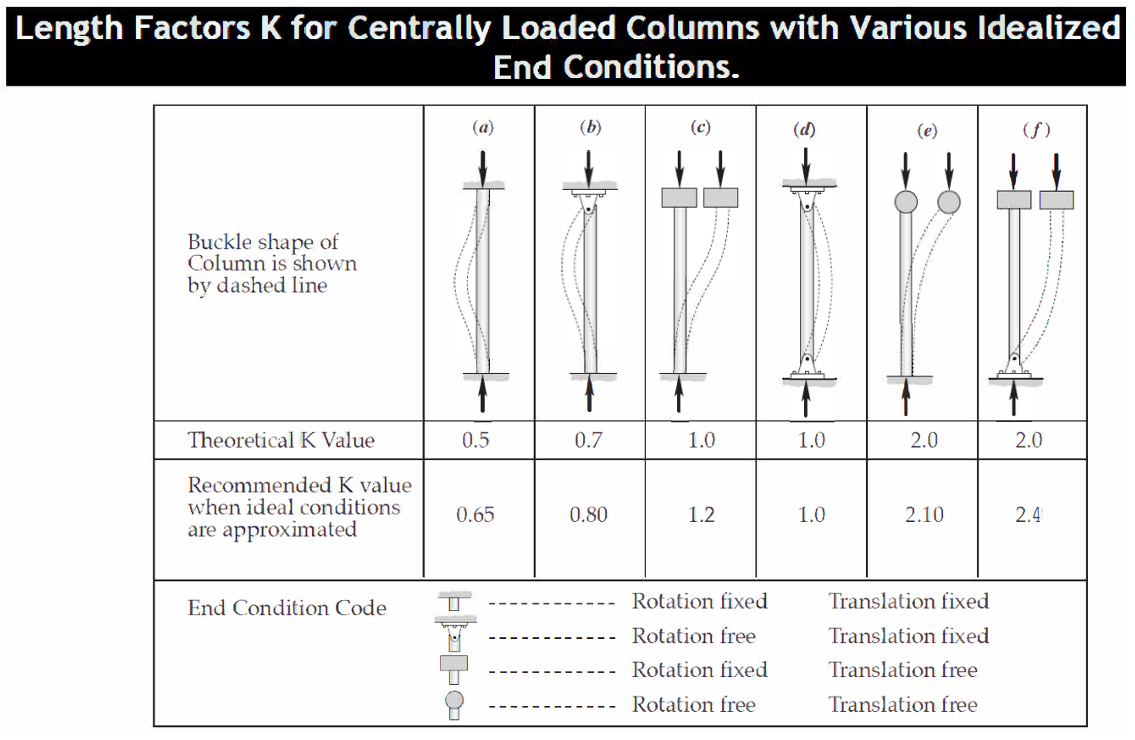 Length Factors K for Centrally Loaded Columns with Various Idealized
End Conditions.
(a) (b) (c) (d) (e) (f)
Buckle shape of
Column is shown
by dashed line
Theoretical K Value 0.5 0.7 1.0 1.0 2.0 2.0
Recommended K value
when ideal conditions
are approximated
0.65 0.80 1.2 1.0 2.10 2.4
End Condition Code
Rotation fixed Translation fixed
Rotation free Translation fixed
Rotation fixed Translation free
Rotation free Translation free